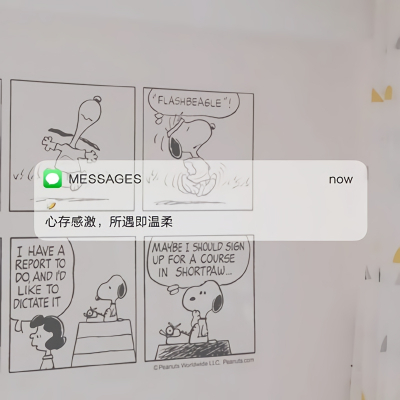 "FLASHBEAGLE"!
MESSAGES
now
心存感激，所遇即温柔
I HAVE A
REPORT TO
DO, AND I'D
LIKE TO
DICTATE IT
MAYBE I SHOULD SIGN
UP FOR A COURSE
IN SHORTPAW...
©Peanuts Worldwide LLC. Peanuts.com